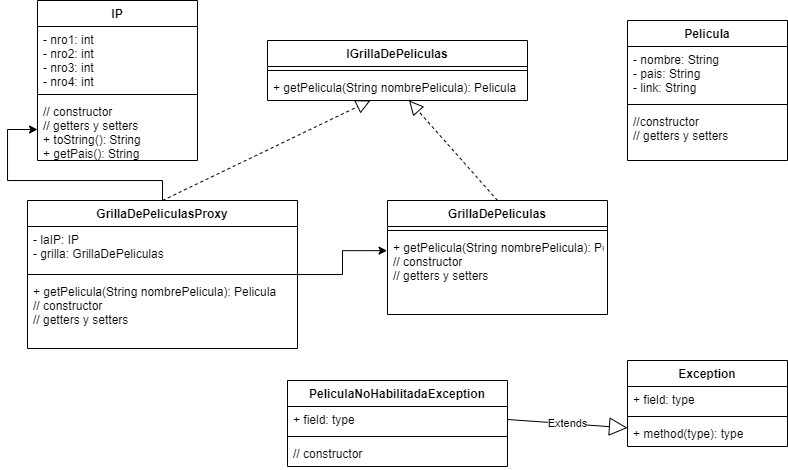 IP
- nro1: int
- nro2: int
- nro3: int
- nro4: int
// constructor
// getters y setters
+ toString(): String
+ getPais(): String
IGrillaDePeliculas
+ getPelicula(String nombrePelicula): Pelicula
Pelicula
- nombre: String
- pais: String
- link: String
//constructor
// getters y setters
GrillaDePeliculasProxy
- laIP: IP
- grilla: GrillaDePeliculas
+ getPelicula(String nombrePelicula): Pelicula
// constructor
// getters y setters
GrillaDePeliculas
+ getPelicula(String nombrePelicula): P
// constructor
// getters y setters
PeliculaNoHabilitadaException
+ field: type
// constructor
Extends
Exception
+ field: type
+ method(type): type